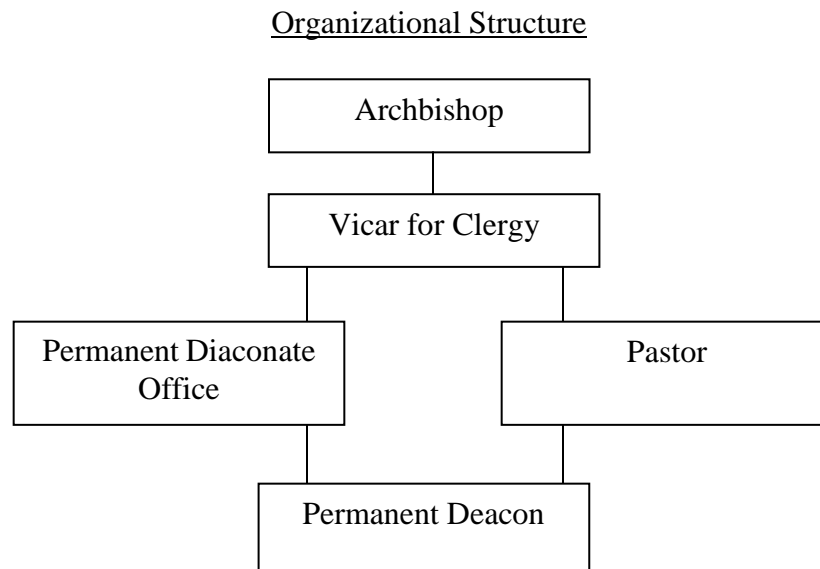 Organizational Structure
Archbishop
Vicar for Clergy
Permanent Diaconate
Office
Pastor
Permanent Deacon